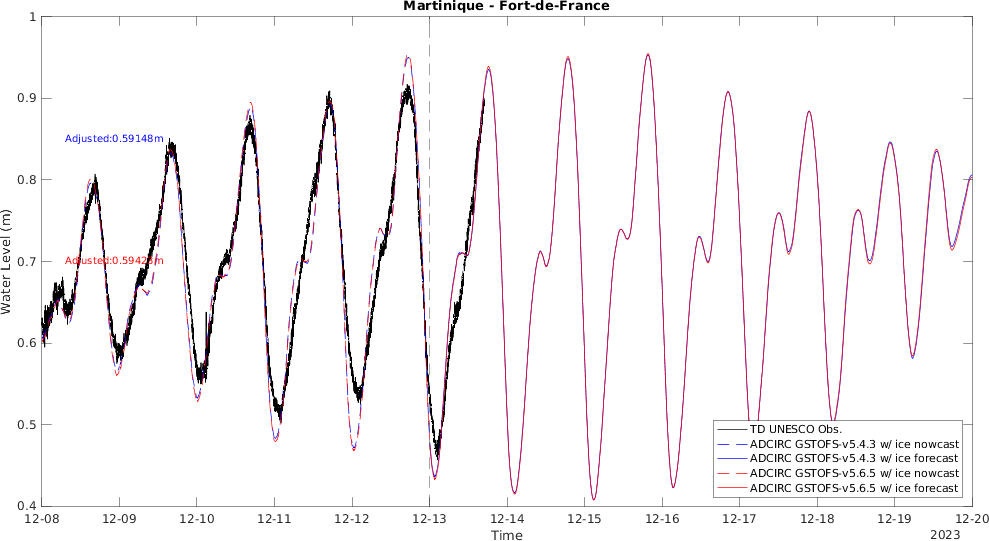 Martinique - Fort-de-France
1
0.9
0.8
0.7
0.6
0.5
0.4
Water Level (m)
Adjusted:0.59148m
TD UNESCO Obs.
ADCIRC GSTOFS-v5.4.3 w/ ice nowcast
ADCIRC GSTOFS-v5.4.3 w/ ice forecast
ADCIRC GSTOFS-v5.6.5 w/ ice nowcast
ADCIRC GSTOFS-v5.6.5 w/ ice forecast
12-08 12-09 12-10 12-11 12-12 12-13 12-14 12-15 12-16 12-17 12-18 12-19 12-20
Time
2023